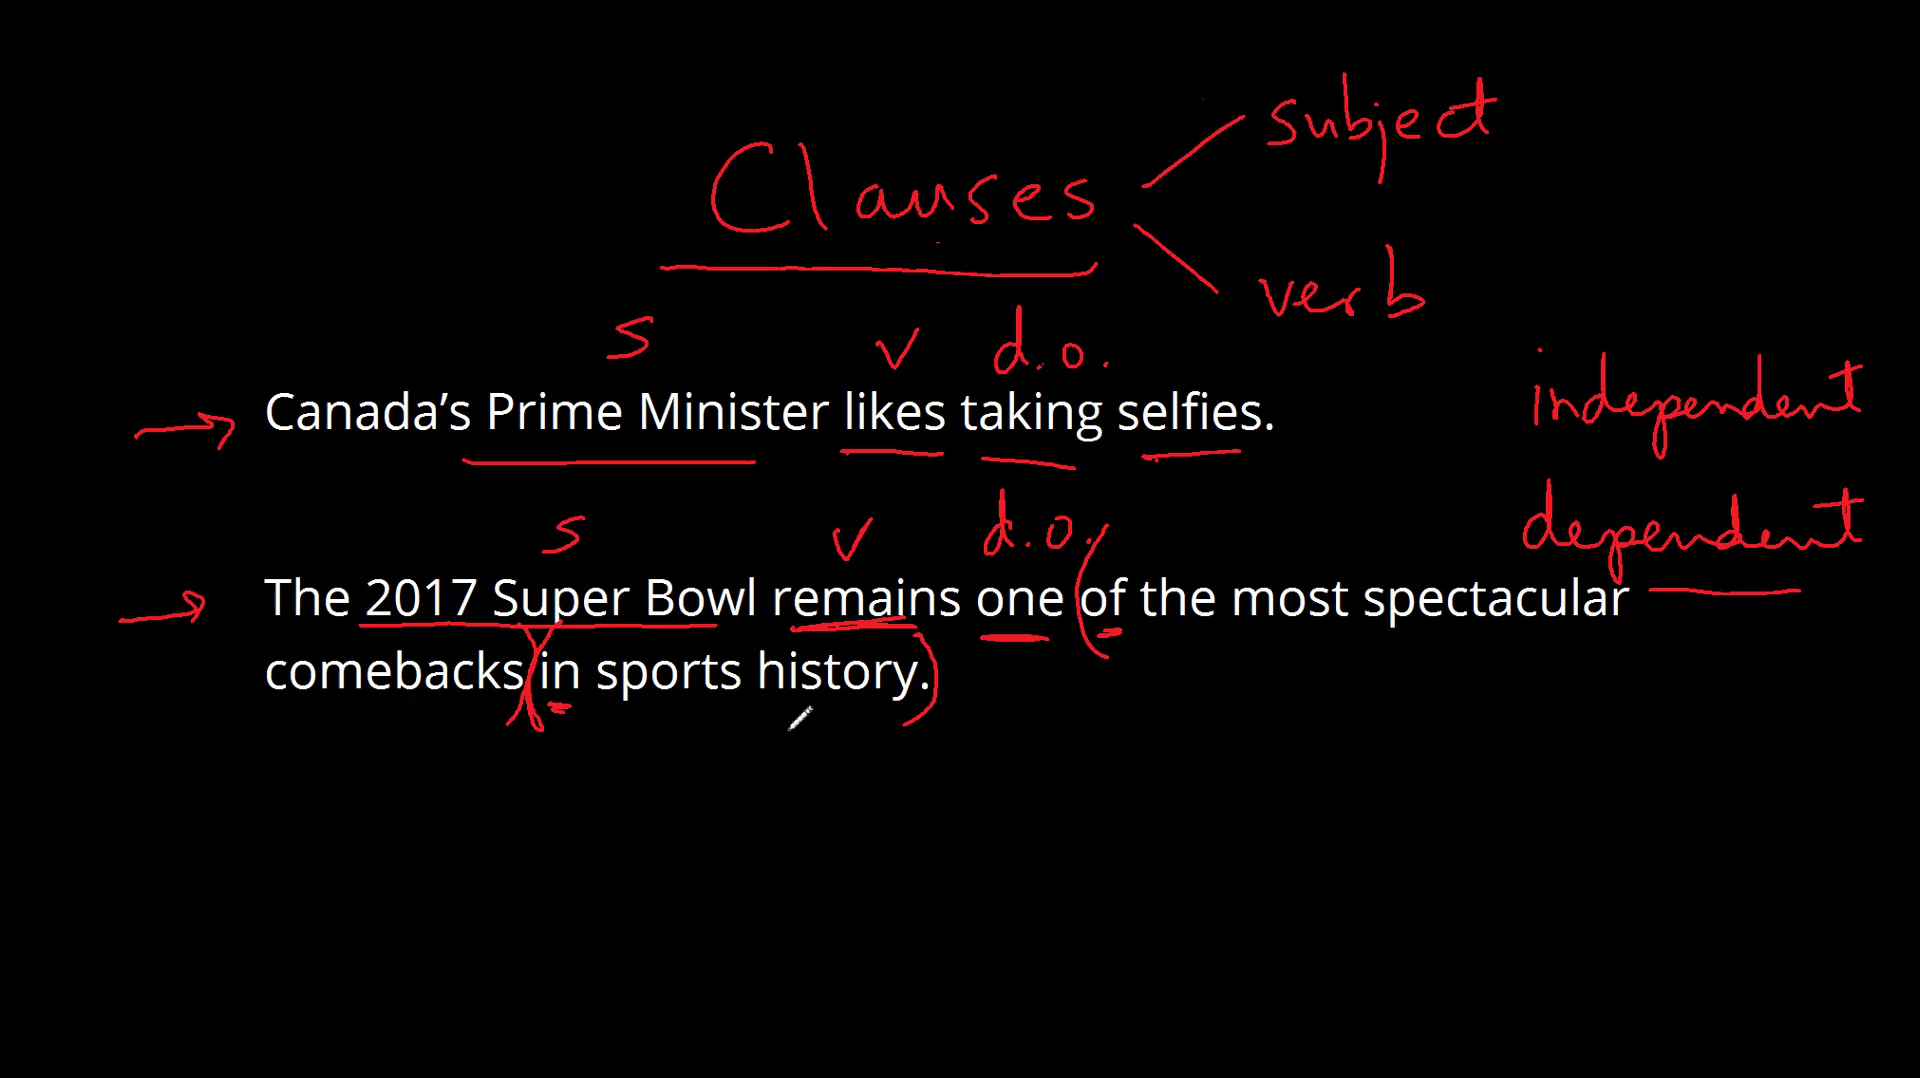 Clauses
subject
verb
s v d.o.
Canada’s Prime Minister likes taking selfies.
independent
dependent
s v d.o.
The 2017 Super Bowl remains one (of the most spectacular
comebacks)(in sports history.)